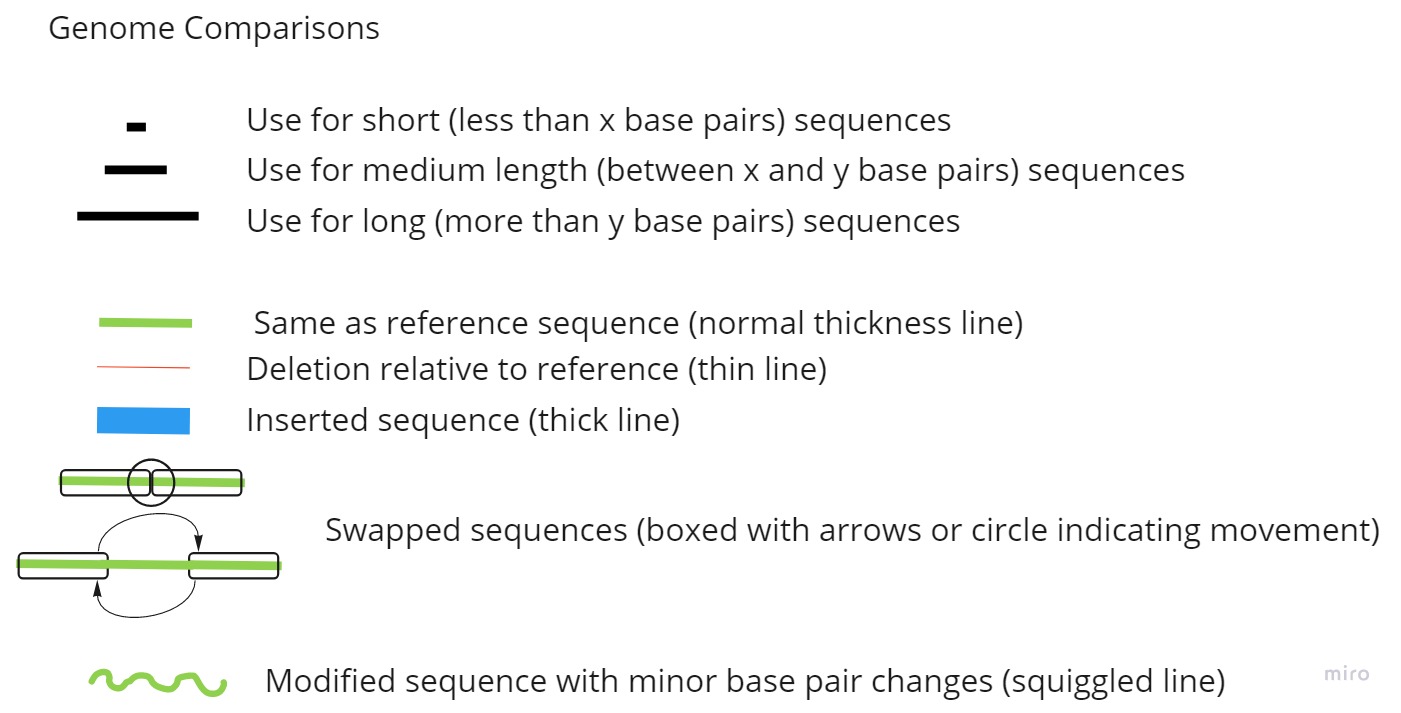 Genome Comparisons
Use for short (less than x base pairs) sequences
Use for medium length (between x and y base pairs) sequences
Use for long (more than y base pairs) sequences
Same as reference sequence (normal thickness line)
Deletion relative to reference (thin line)
Inserted sequence (thick line)
Swapped sequences (boxed with arrows or circle indicating movement)
Modified sequence with minor base pair changes (squiggled line)
miro